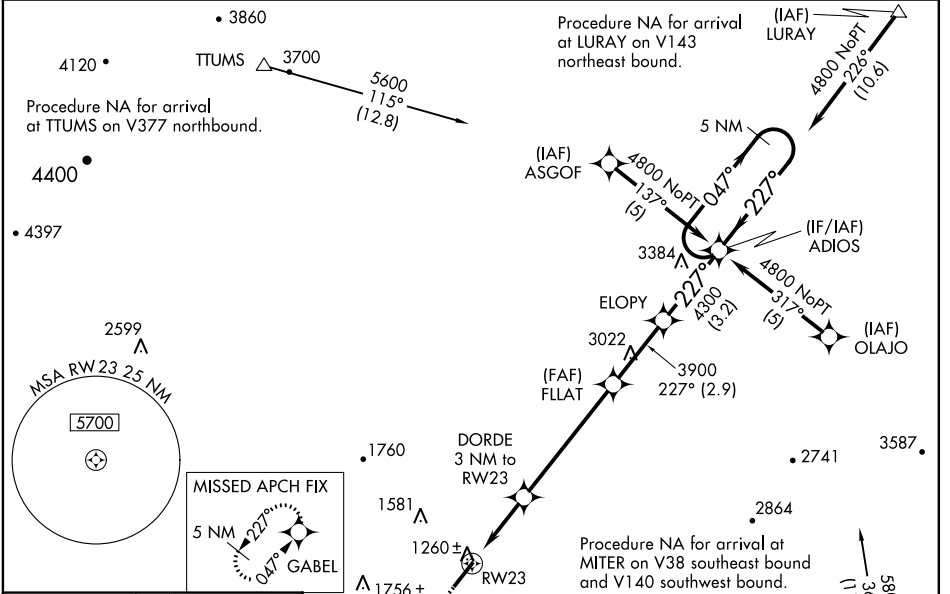 3860
(IAF)
LURAY
Procedure NA for arrival
at LURAY on V143
northeast bound.
4120
TTUMS
3700
5600
115°
(12.8)
4800 NoPT
226°
(10.6)
Procedure NA for arrival
at TTUMS on V377 northbound.
5 NM
4400
(IAF)
ASGOF
4800 NoPT
137°
(5)
047°
227°
4397
(IF/IAF)
ADIOS
3384
4800 NoPT
317°
(5)
227°
4300
(3.2)
ELOPY
2599
(IAF)
OLAJO
3022
3900
227° (2.9)
(FAF)
FLLAT
MSA RW23 25 NM
5700
DORDE
3 NM to
RW23
1760
2741
3587
MISSED APCH FIX
5 NM
227°
047°
GABEL
1581
2864
1260 ±
RW23
1756 ±
Procedure NA for arrival at
MITER on V38 southeast bound
and V140 southwest bound.